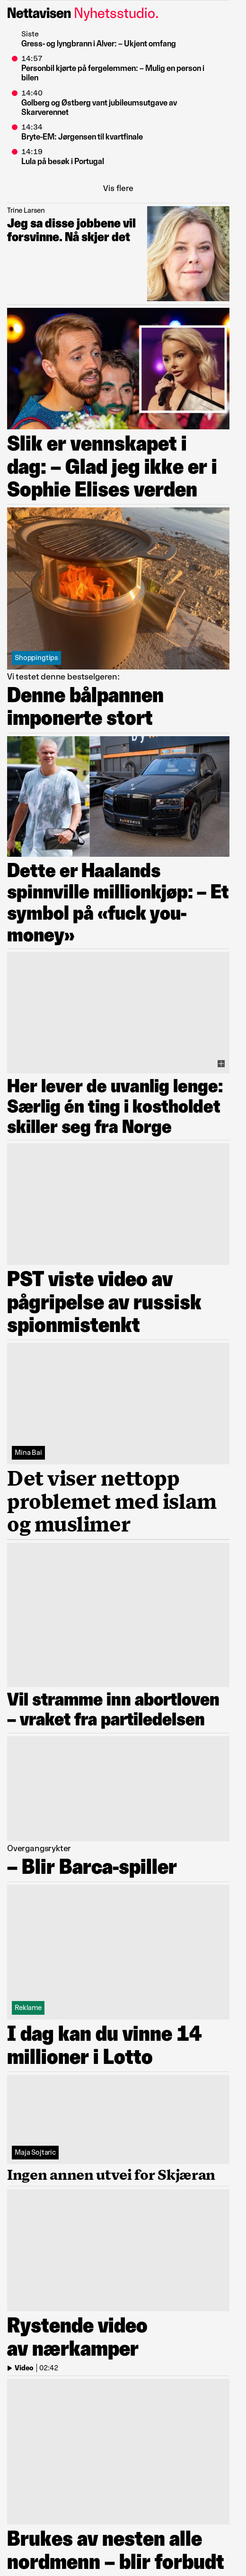 Nettavisen Nyhetsstudio.
Siste
Gress- og lyngbrann i Alver: – Ukjent omfang
14:57
Personbil kjørte på fergelemmen: – Mulig en person i
bilen
14:40
Golberg og Østberg vant jubileumsutgave av
Skarverennet
14:34
Bryte-EM: Jørgensen til kvartfinale
14:19
Lula på besøk i Portugal
Vis flere
Trine Larsen
Jeg sa disse jobbene vil
forsvinne. Nå skjer det
Slik er vennskapet i
dag: – Glad jeg ikke er i
Sophie Elises verden
Shoppingtips
Vi testet denne bestselgeren:
Denne bålpannen
imponerte stort
Dette er Haalands
spinnville millionkjøp: – Et
symbol på «fuck you-
money»
Her lever de uvanlig lenge:
Særlig én ting i kostholdet
skiller seg fra Norge
PST viste video av
pågripelse av russisk
spionmistenkt
Mina Bai
Det viser nettopp
problemet med islam
og muslimer
Vil stramme inn abortloven
– vraket fra partiledelsen
Overgangsrykter
– Blir Barca-spiller
Reklame
I dag kan du vinne 14
millioner i Lotto
Maja Sojtaric
Ingen annen utvei for Skjæran
Rystende video
av nærkamper
Video | 02:42
Brukes av nesten alle
nordmenn – blir forbudt